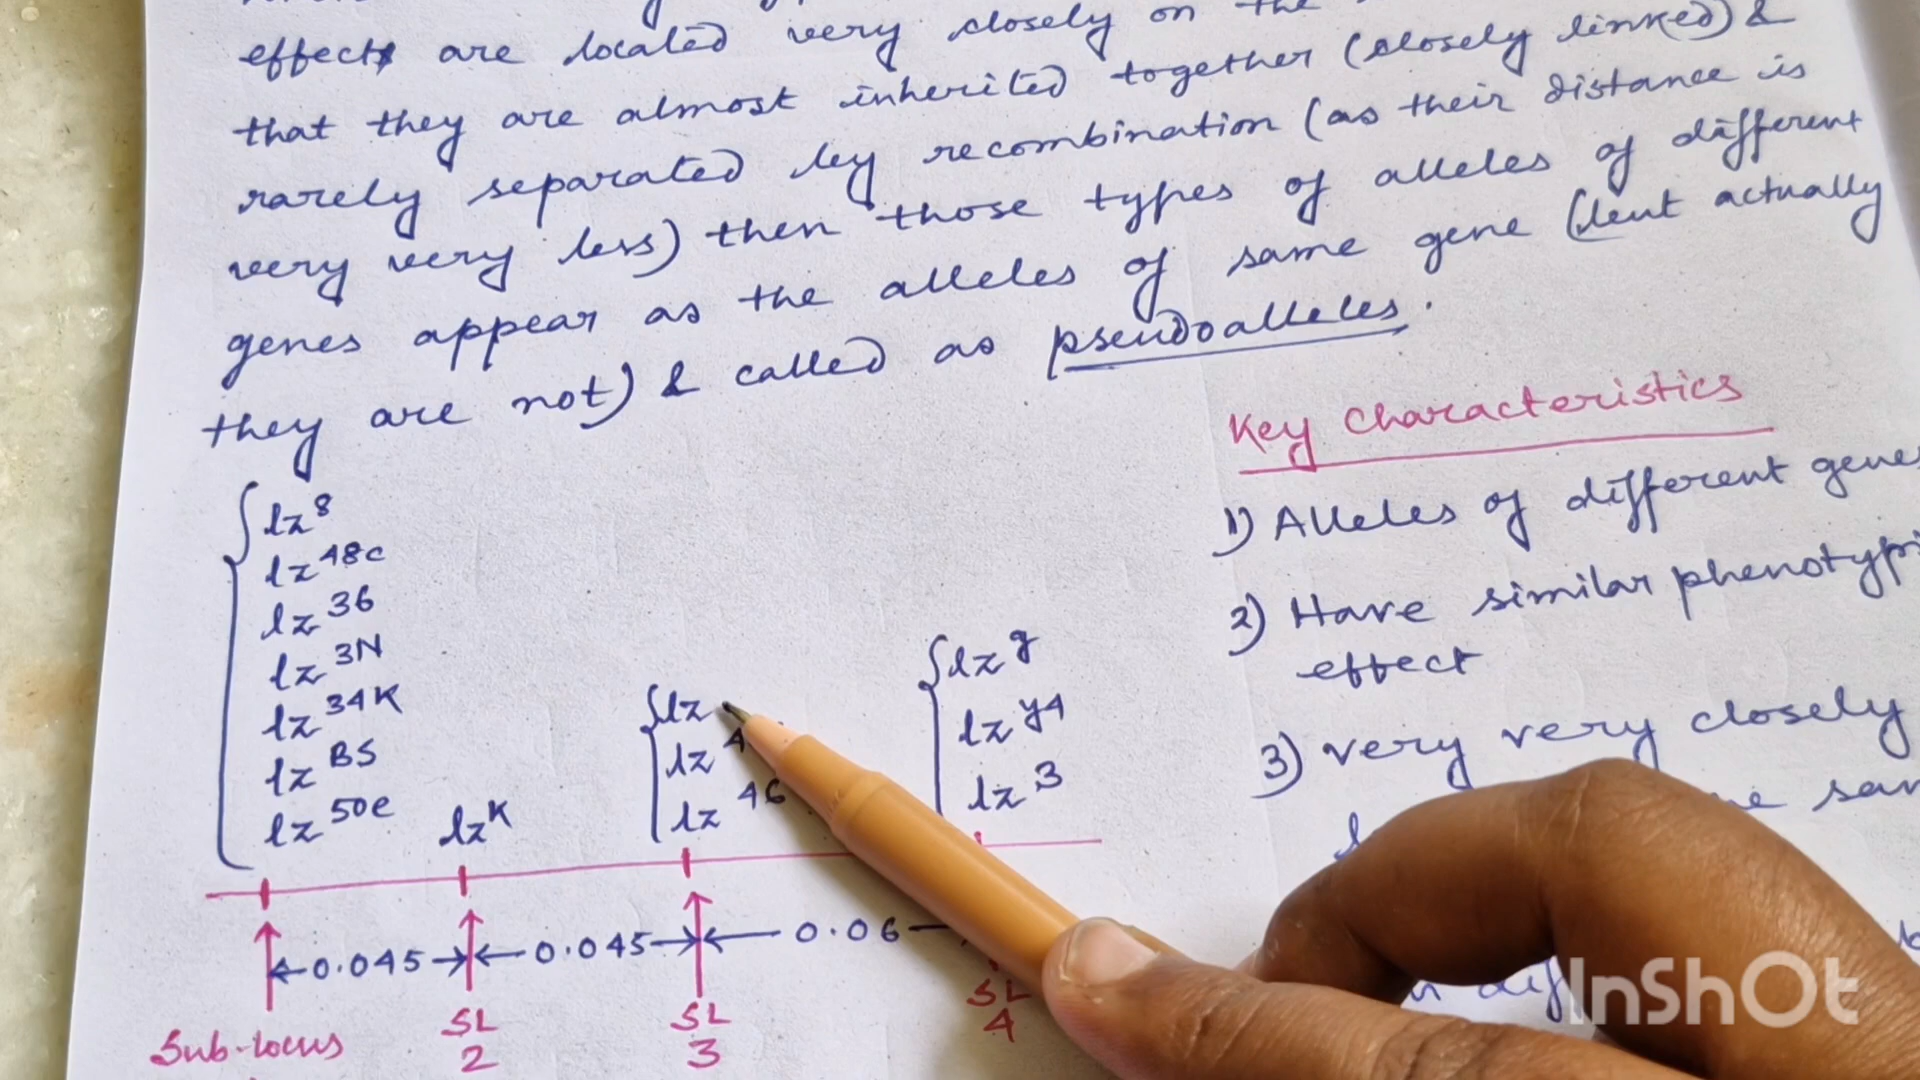 effects are located very closely on the
that they are almost inherited together (closely linked) &
rarely separated by recombination (as their distance is
very very less) then those types of alleles of different
genes appear as the alleles of same gene (but actually
they are not) & called as pseudoalleles.
Key Characteristics
1) Alleles of different genes
2) Have similar phenotypi
effect
3) very very closely
same
lz⁸
lz⁴⁸ᶜ
lz³⁶
lz³ᴺ
lz³⁴ᴷ
lzᴮˢ
lz⁵⁰ᵉ
lzᴷ
lz
lz⁴
lz⁴⁶
lzᵍ
lzʸ⁴
lz³
0.045
0.045
0.06
Sub-locus
SL
2
SL
3
SL
4
InShOt